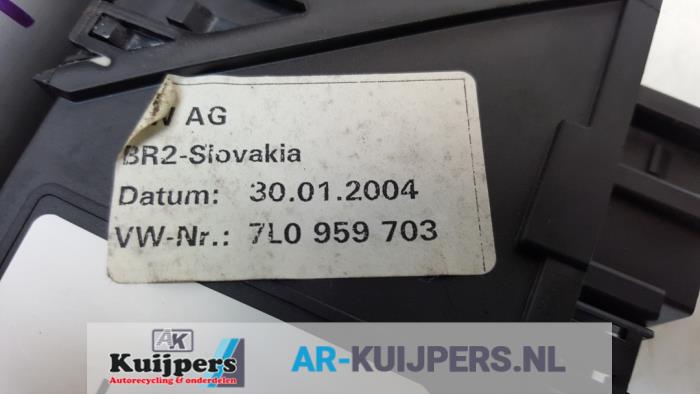 AG
BR2-Slovakia
Datum: 30.01.2004
VW-Nr.: 7L0 959 703
AK
Kuijpers
Autorecycling & onderdelen
AR-KUIJPERS.NL